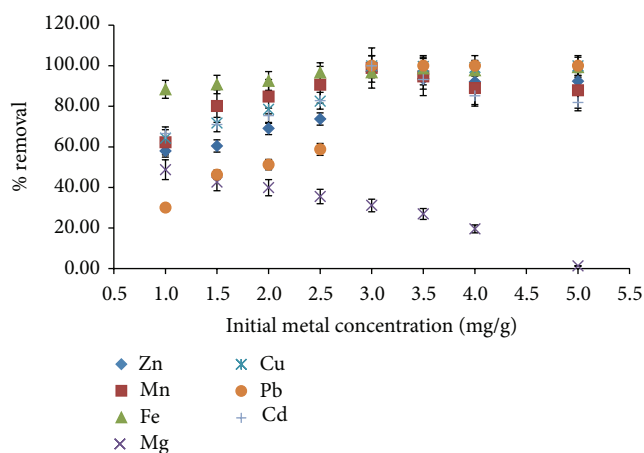 120.00
100.00
80.00
60.00
40.00
20.00
0.00
% removal
0.5 1.0 1.5 2.0 2.5 3.0 3.5 4.0 4.5 5.0 5.5
Initial metal concentration (mg/g)
Zn Cu
Mn Pb
Fe Cd
Mg